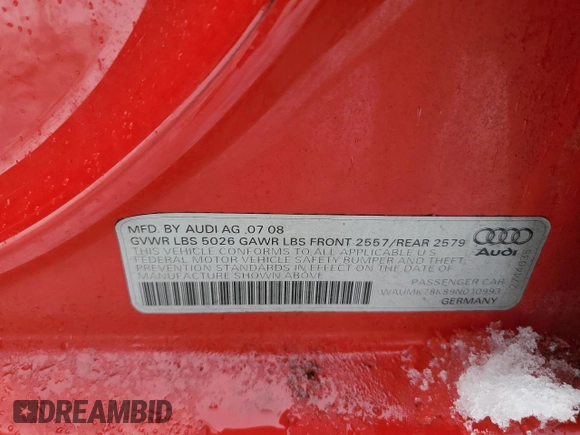 MFD. BY AUDI AG .07 08
GVWR LBS 5026 GAWR LBS FRONT 2557/REAR 2579
THIS VEHICLE CONFORMS TO ALL APPLICABLE U.S.
FEDERAL MOTOR VEHICLE SAFETY BUMPER AND THEFT
PREVENTION STANDARDS IN EFFECT ON THE DATE OF
MANUFACTURE SHOWN ABOVE
Audi
PASSENGER CAR
GERMANY
DREAMBID